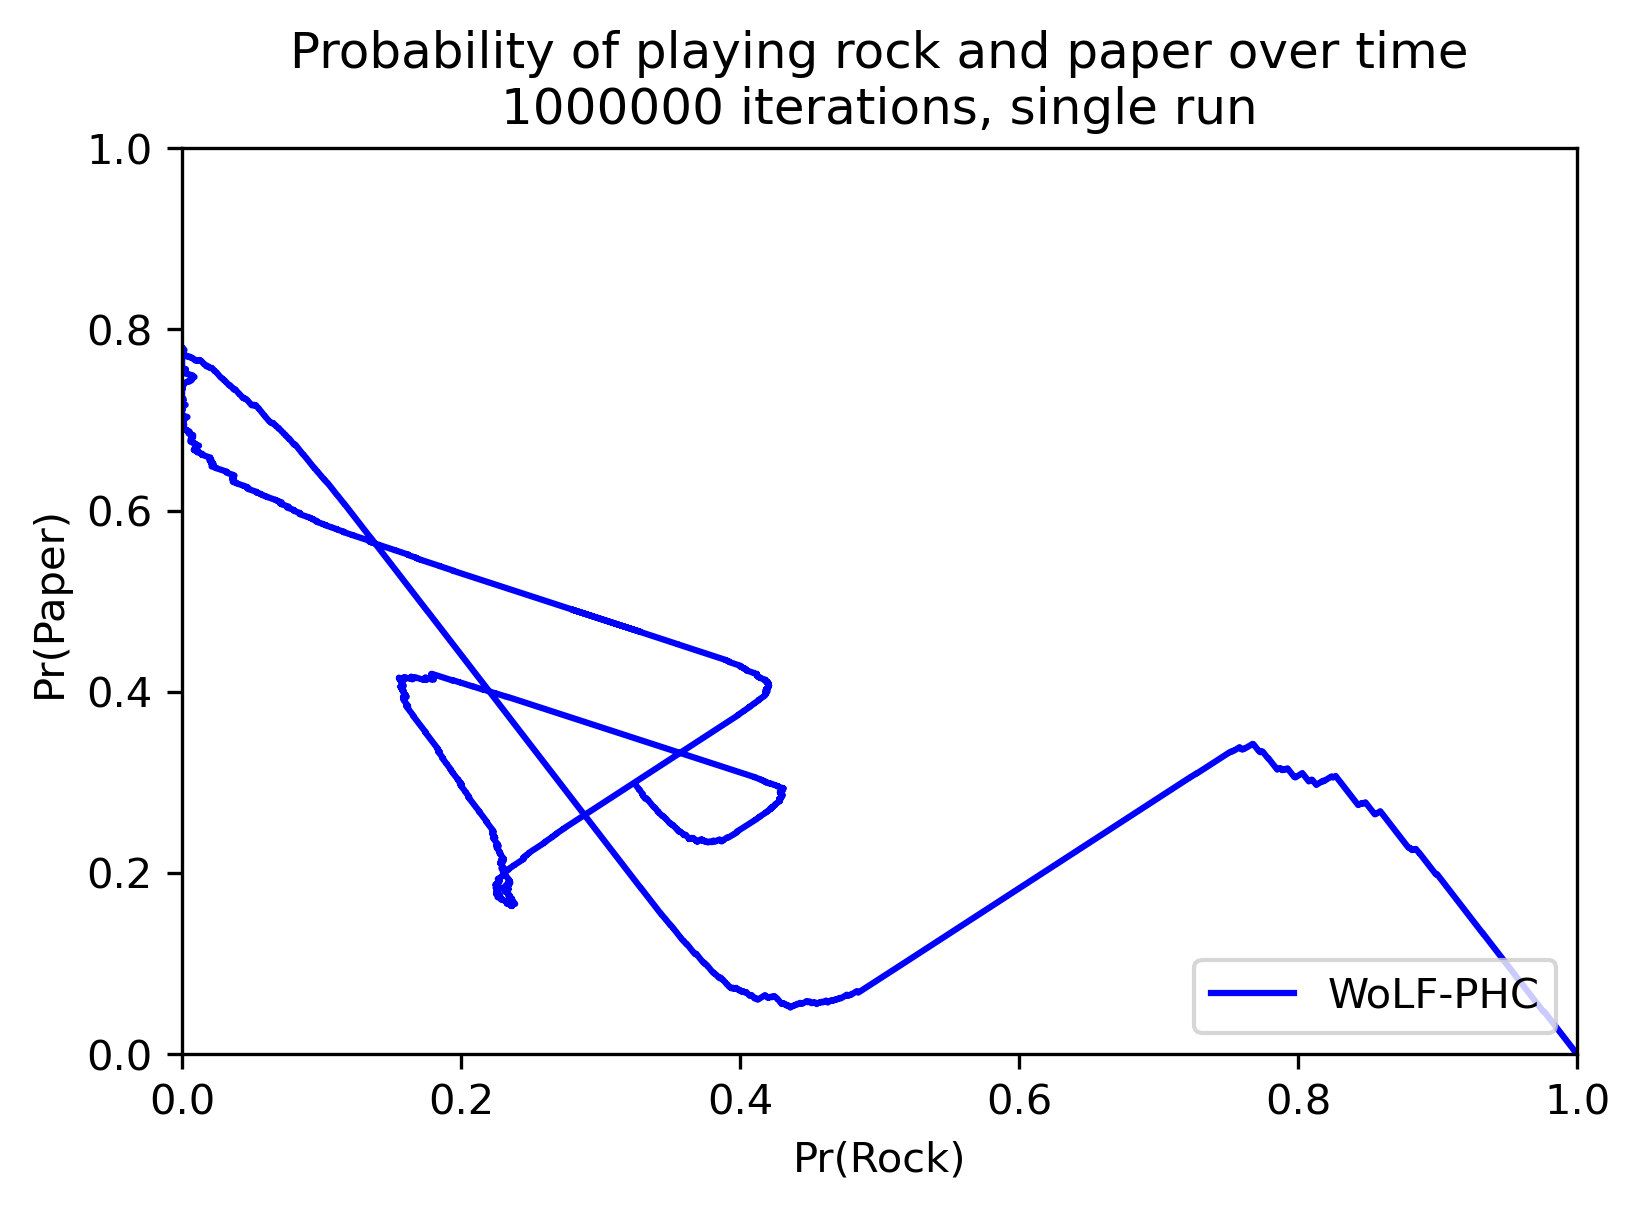 Probability of playing rock and paper over time
1000000 iterations, single run
1.0
0.8
0.6
0.4
0.2
0.0
Pr(Paper)
WoLF-PHC
0.0 0.2 0.4 0.6 0.8 1.0
Pr(Rock)